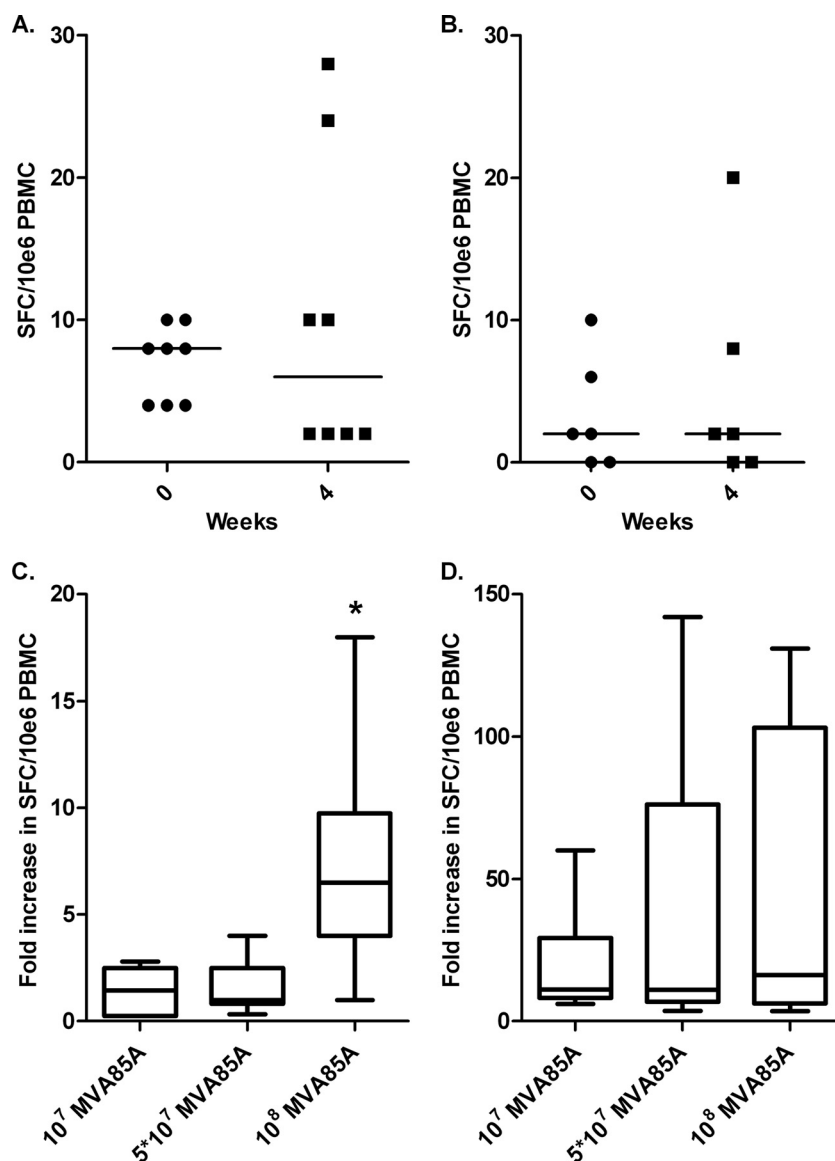 A.
30
20
10
0
SFC/10e6 PBMC
0
4
Weeks
B.
30
20
10
0
SFC/10e6 PBMC
0
4
Weeks
C.
20
15
10
5
0
Fold increase in SFC/10e6 PBMC
*
10⁷ MVA85A
5*10⁷ MVA85A
10⁸ MVA85A
D.
150
100
50
0
Fold increase in SFC/10e6 PBMC
10⁷ MVA85A
5*10⁷ MVA85A
10⁸ MVA85A